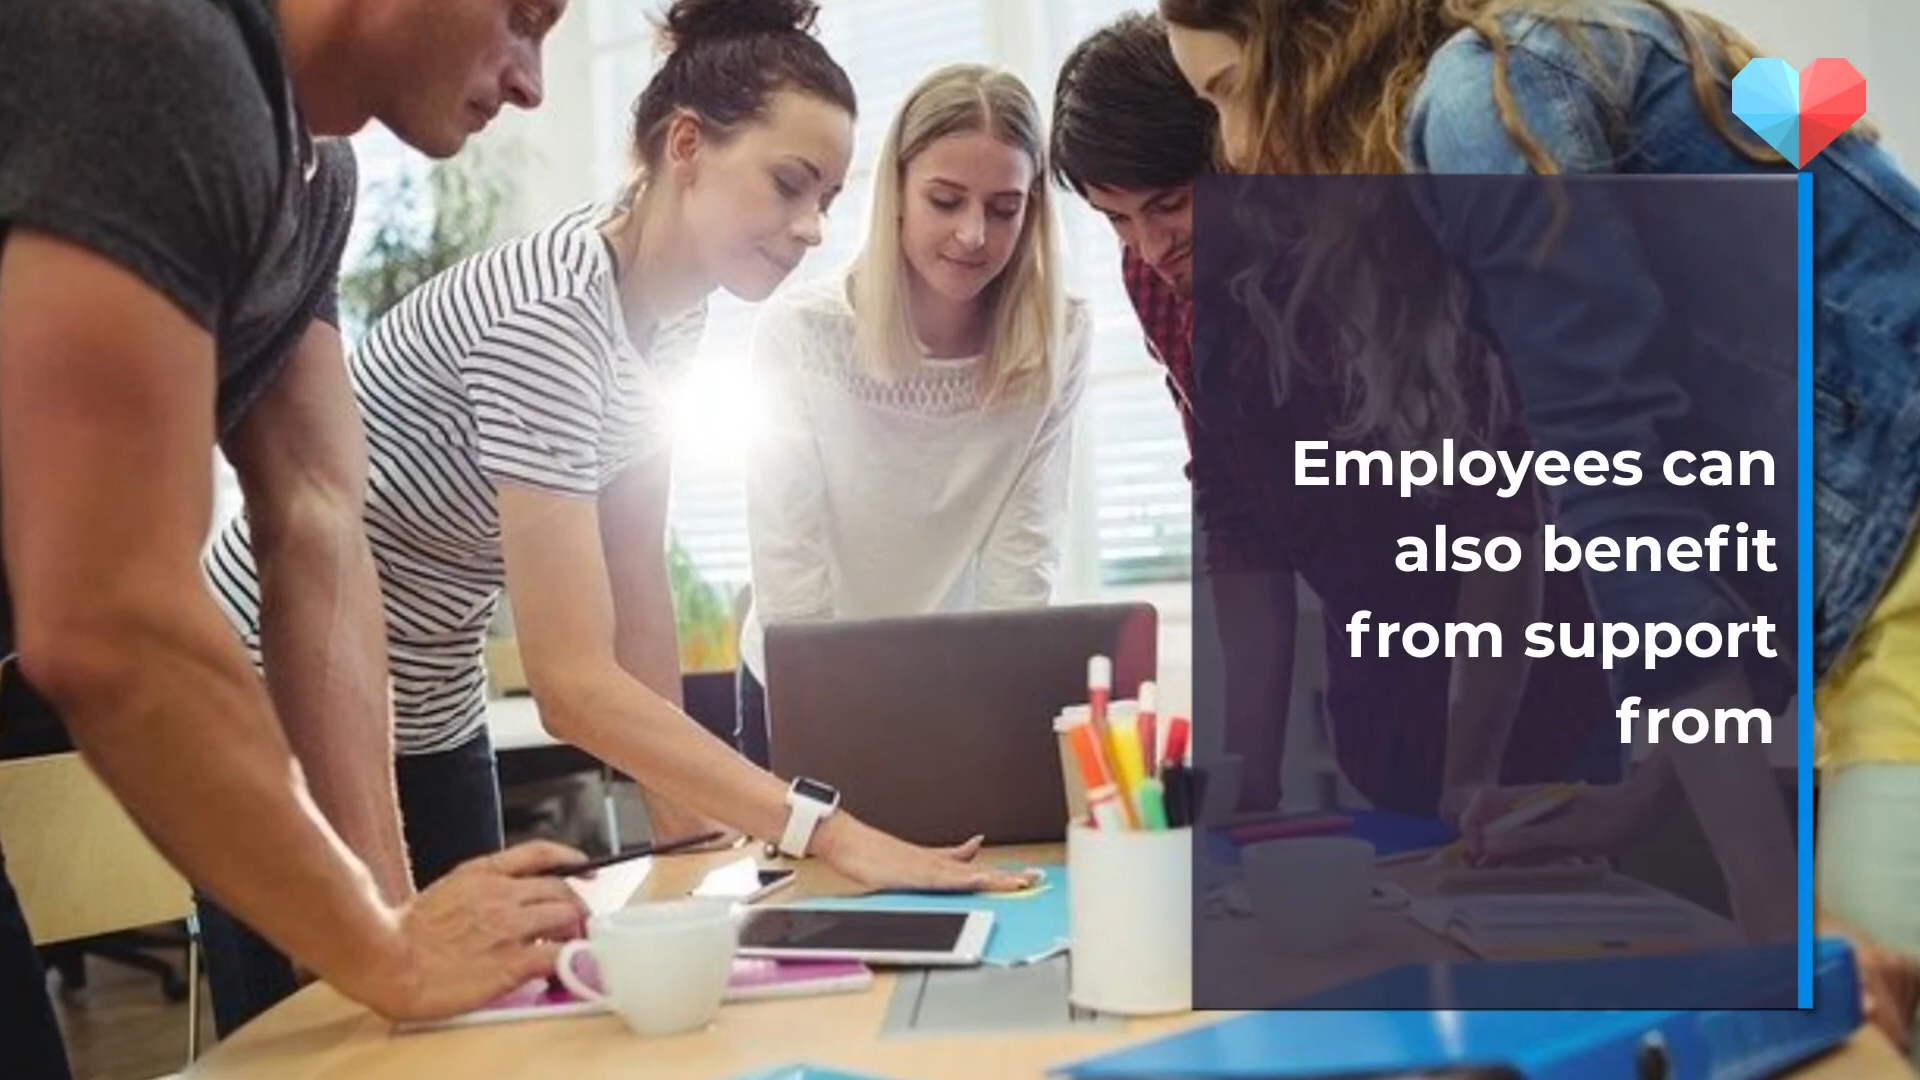 Employees can
also benefit
from support
from